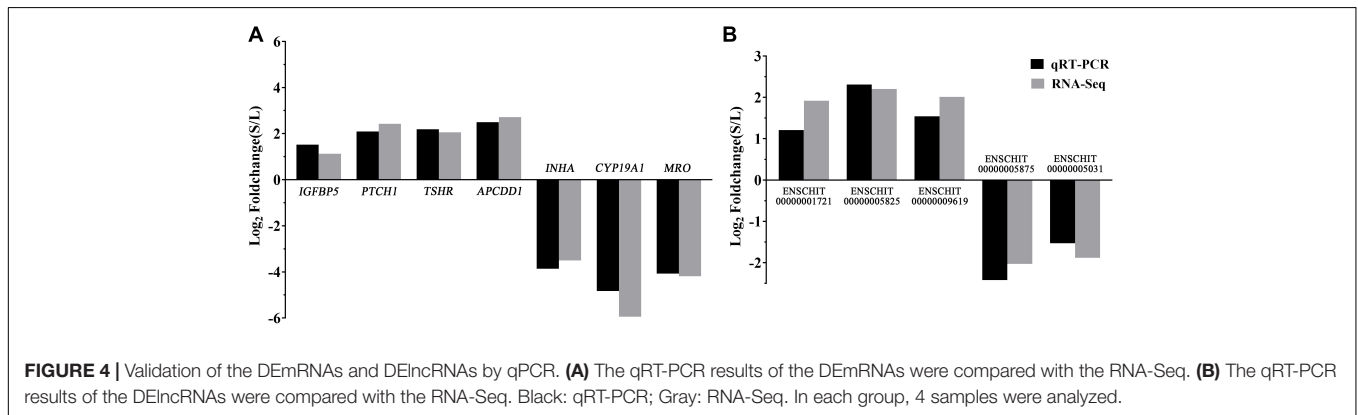 A
6
4
2
0
-2
-4
-6
Log2 Foldchange(S/L)
IGFBP5
PTCH1
TSHR
APCDD1
INHA
CYP19A1
MRO
B
3
2
1
0
-1
-2
Log2 Foldchange(S/L)
qRT-PCR
RNA-Seq
ENSCHIT
00000001721
ENSCHIT
00000005825
ENSCHIT
00000009619
ENSCHIT
00000005875
ENSCHIT
00000005031
FIGURE 4 | Validation of the DEmRNAs and DElncRNAs by qPCR. (A) The qRT-PCR results of the DEmRNAs were compared with the RNA-Seq. (B) The qRT-PCR
results of the DElncRNAs were compared with the RNA-Seq. Black: qRT-PCR; Gray: RNA-Seq. In each group, 4 samples were analyzed.